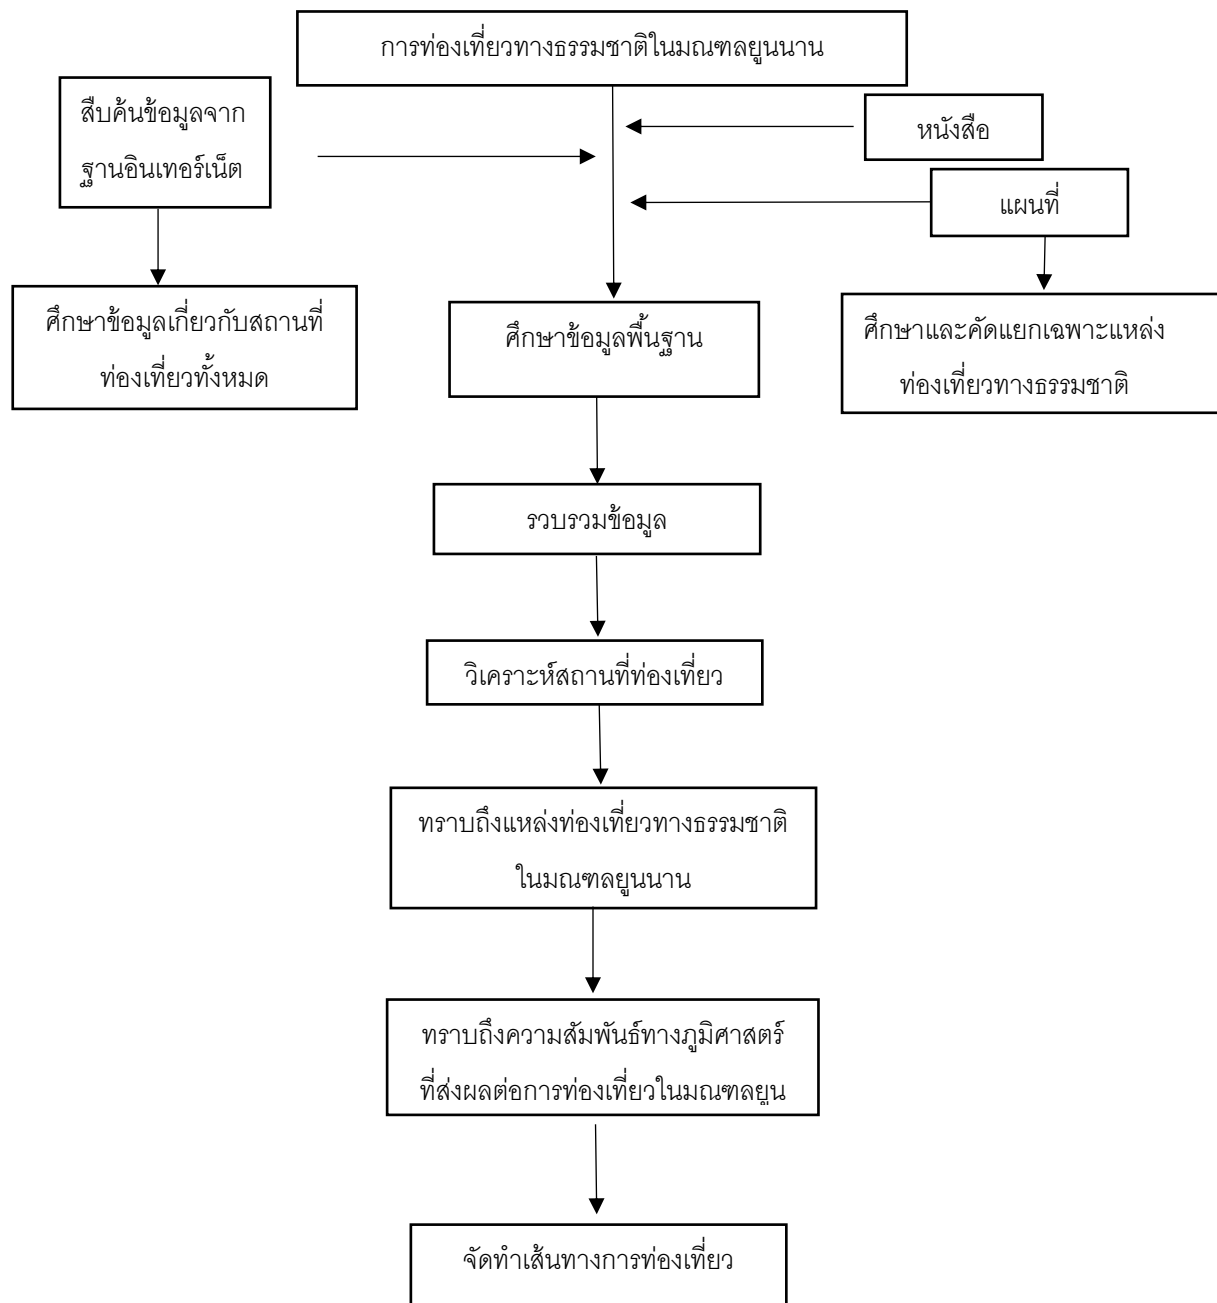 การท่องเที่ยวทางธรรมชาติในมณฑลยูนนาน
สืบค้นข้อมูลจาก
ฐานอินเทอร์เน็ต
หนังสือ
แผนที่
ศึกษาข้อมูลเกี่ยวกับสถานที่
ท่องเที่ยวทั้งหมด
ศึกษาข้อมูลพื้นฐาน
ศึกษาและคัดแยกเฉพาะแหล่ง
ท่องเที่ยวทางธรรมชาติ
รวบรวมข้อมูล
วิเคราะห์สถานที่ท่องเที่ยว
ทราบถึงแหล่งท่องเที่ยวทางธรรมชาติ
ในมณฑลยูนนาน
ทราบถึงความสัมพันธ์ทางภูมิศาสตร์
ที่ส่งผลต่อการท่องเที่ยวในมณฑลยูน
จัดทำเส้นทางการท่องเที่ยว